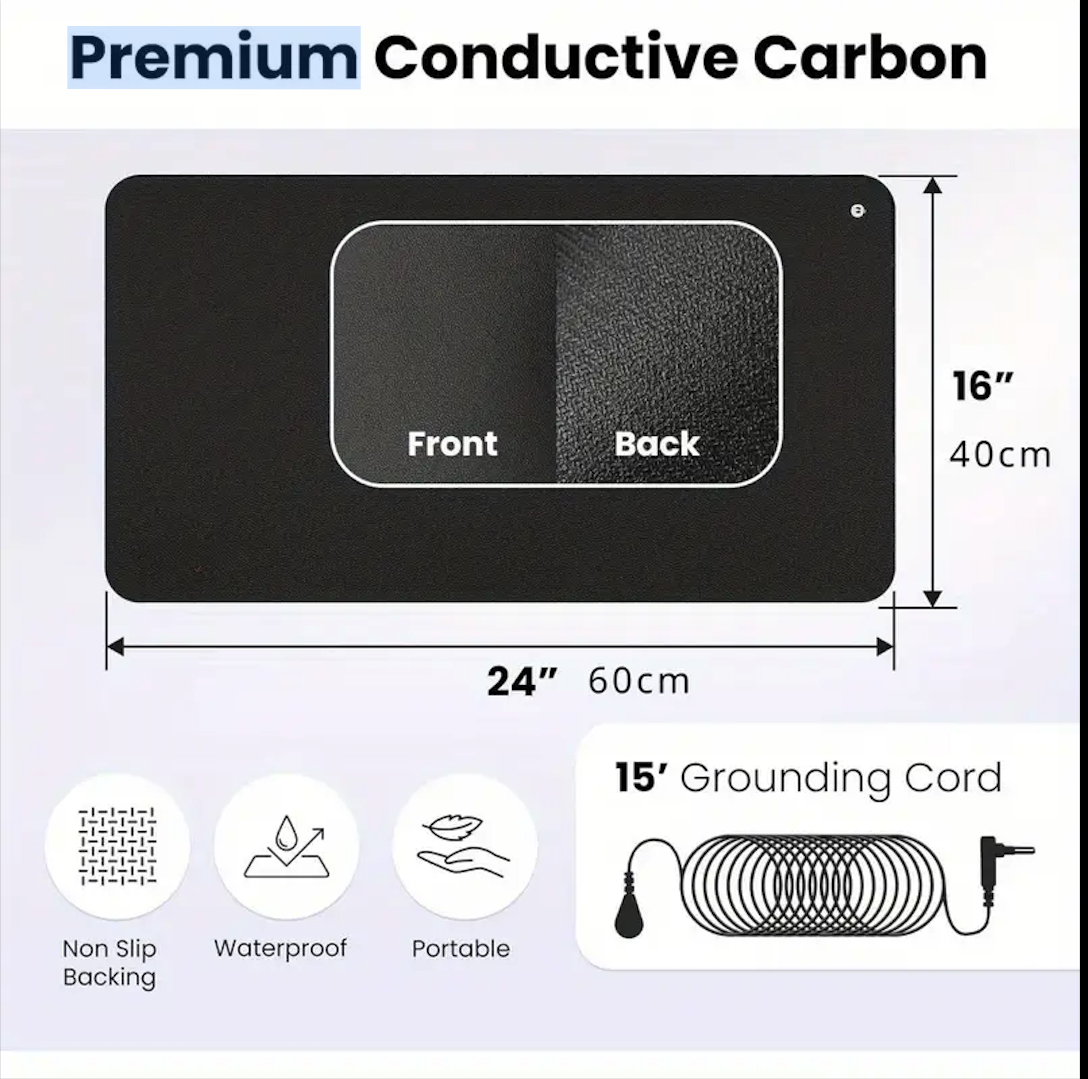 Premium Conductive Carbon
Front
Back
16”
40cm
24” 60cm
15’ Grounding Cord
Non Slip
Backing
Waterproof
Portable